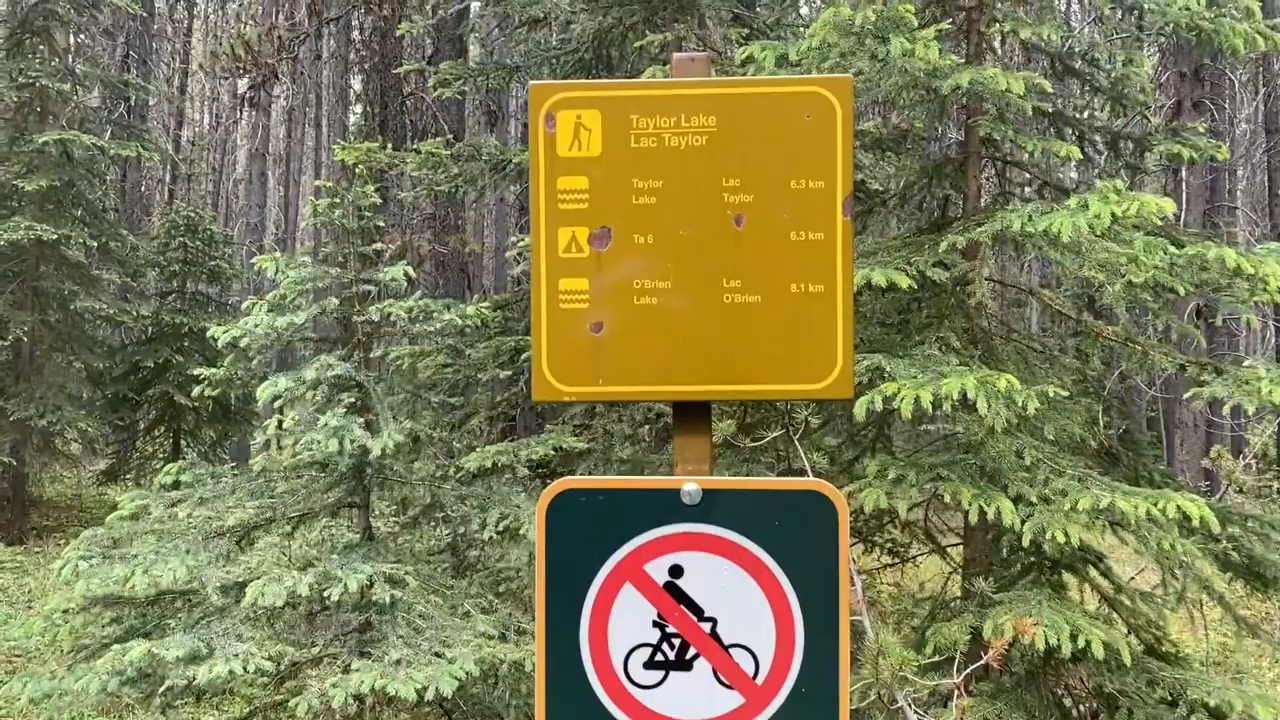 Taylor Lake
Lac Taylor
Taylor Lac 6.3 km
Lake Taylor
Ta 6 6.3 km
O'Brien Lac 8.1 km
Lake O'Brien